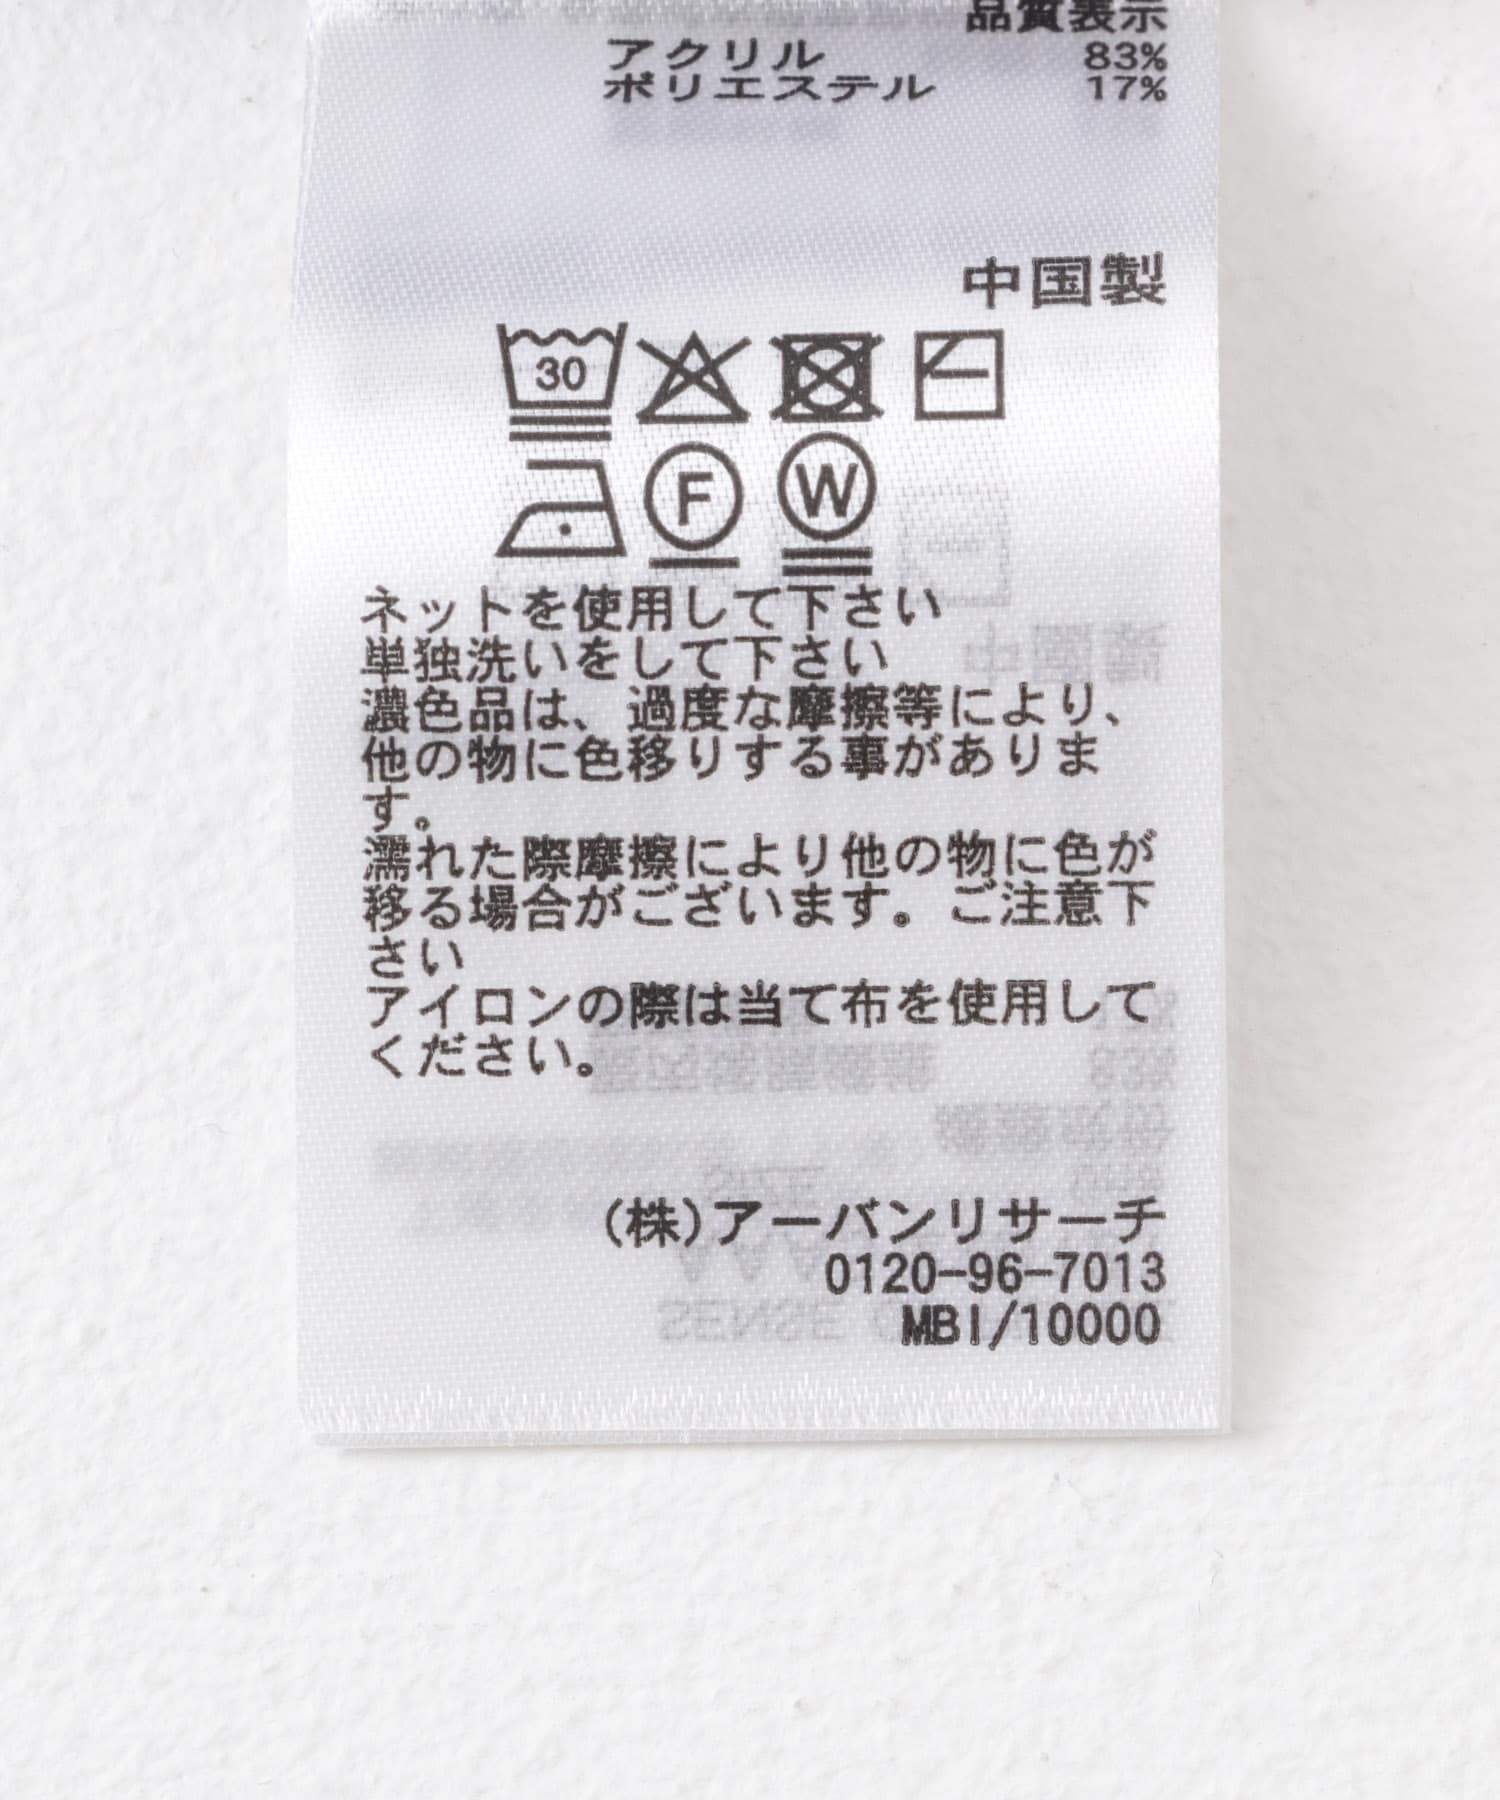 品質表示
アクリル 83%
ポリエステル 17%
中国製
30
F W
ネットを使用して下さい
単独洗いをして下さい
濃色品は、過度な摩擦等により、
他の物に色移りする事がありま
す。
濡れた際摩擦により他の物に色が
移る場合がございます。ご注意下
さい
アイロンの際は当て布を使用して
ください。
(株)アーバンリサーチ
0120-96-7013
MBI/10000